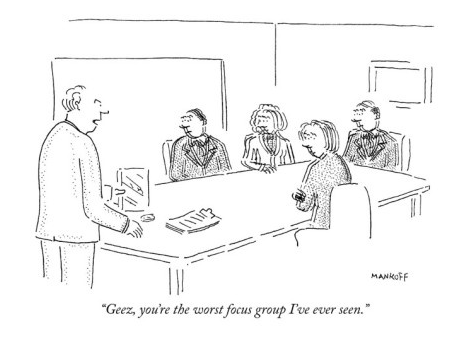 MANKOFF
“Geez, you’re the worst focus group I’ve ever seen.”